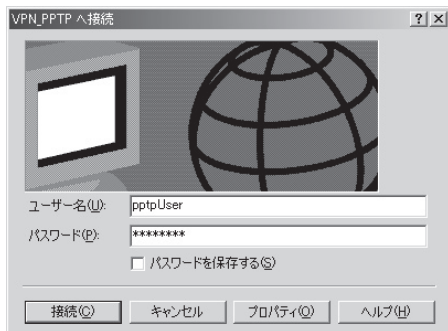 VPN_PPTP へ接続
ユーザー名(U):
pptpUser
パスワード(P):
********
パスワードを保存する(S)
接続(C)
キャンセル
プロパティ(O)
ヘルプ(H)